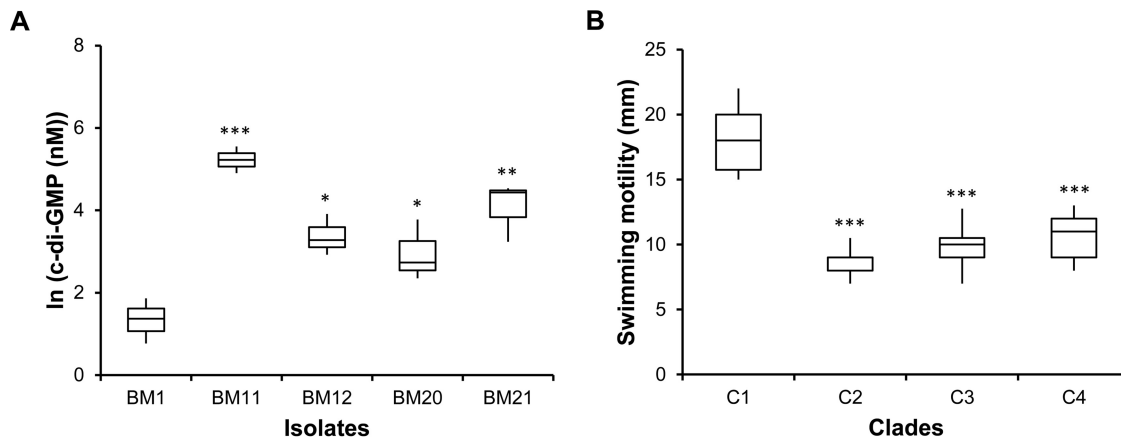 A
ln (c-di-GMP (nM))
8
6
4
2
0
***
*
*
**
BM1 BM11 BM12 BM20 BM21
Isolates
B
Swimming motility (mm)
25
20
15
10
5
0
***
***
***
C1 C2 C3 C4
Clades